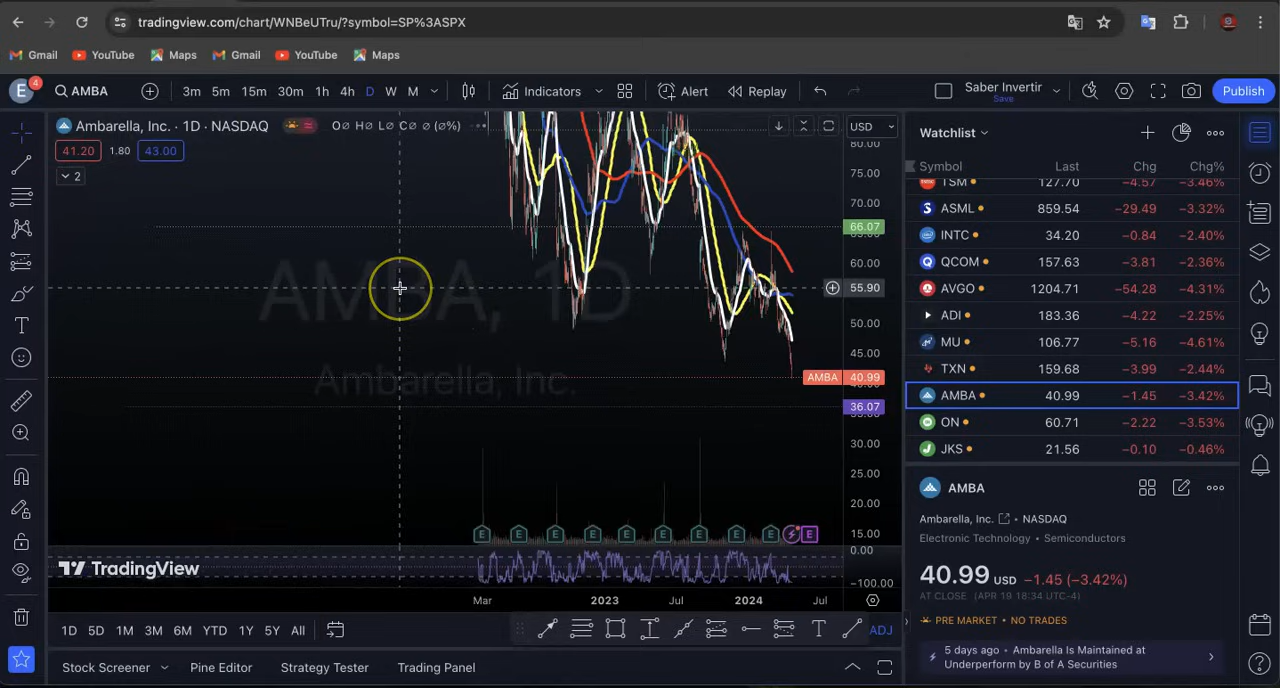 tradingview.com/chart/WNBeUTru/?symbol=SP%3ASPX
Gmail YouTube Maps Gmail YouTube Maps
E 4 AMBA 1m 5m 15m 30m 1h 4h D W M Indicators Alert Replay Saber Invertir Save Publish
Ambarella, Inc. · 1D · NASDAQ O∅ H∅ L∅ C∅ ∅ (∅%) USD
41.20 1.80 43.00
2
AMBA, 1D
Ambarella, Inc.
80.00
75.00
70.00
66.07
60.00
55.90
50.00
45.00
AMBA 40.99
36.07
30.00
25.00
20.00
15.00
E E E E E E E E E E
0.00
−100.00
TradingView
Mar 2023 Jul 2024 Jul
1D 5D 1M 3M 6M YTD 1Y 5Y All ADJ
Stock Screener Pine Editor Strategy Tester Trading Panel
Watchlist
Symbol Last Chg Chg%
TSM 127.70 −4.57 −3.46%
ASML 859.54 −29.49 −3.32%
INTC 34.20 −0.84 −2.40%
QCOM 157.63 −3.81 −2.36%
AVGO 1204.71 −54.28 −4.31%
ADI 183.36 −4.22 −2.25%
MU 106.77 −5.16 −4.61%
TXN 159.68 −3.99 −2.44%
AMBA 40.99 −1.45 −3.42%
ON 60.71 −2.22 −3.53%
JKS 21.56 −0.10 −0.46%
AMBA
Ambarella, Inc. • NASDAQ
Electronic Technology • Semiconductors
40.99 USD −1.45 (−3.42%)
AT CLOSE (APR 19 18:34 UTC-4)
PRE MARKET • NO TRADES
5 days ago • Ambarella Is Maintained at
Underperform by B of A Securities